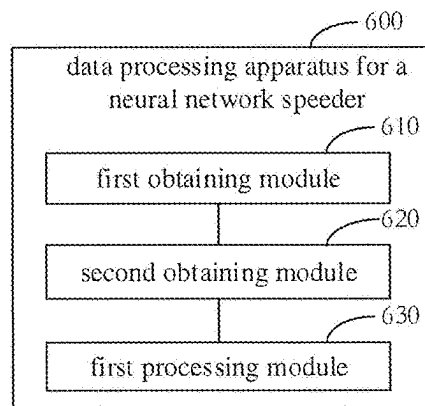 600
data processing apparatus for a
neural network speeder
610
first obtaining module
620
second obtaining module
630
first processing module